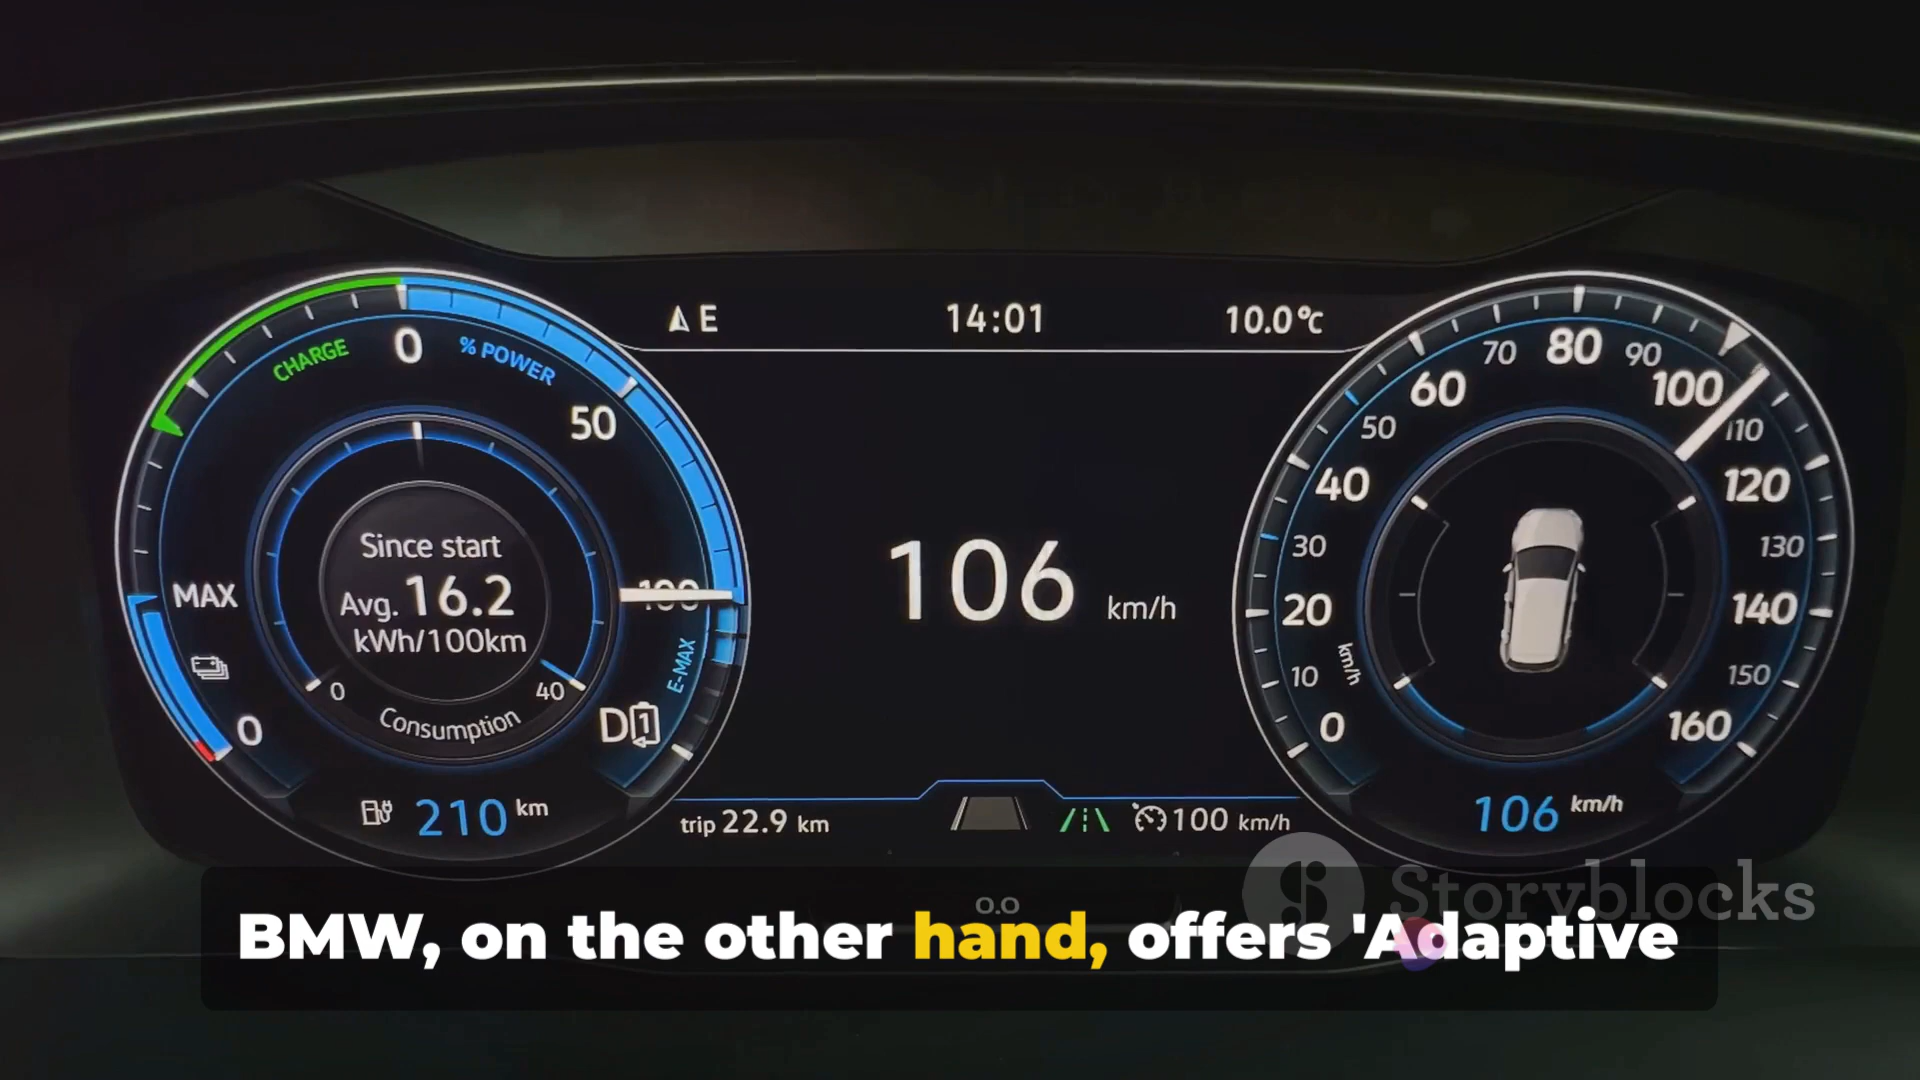 E
14:01
10.0°C
CHARGE
0
% POWER
50
100
E-MAX
MAX
0
Since start
Avg. 16.2
kWh/100km
0
40
Consumption
D
1
210 km
106 km/h
trip 22.9 km
100 km/h
0.0
0
10
20
30
40
50
60
70
80
90
100
110
120
130
140
150
160
km/h
106 km/h
Storyblocks
BMW, on the other hand, offers 'Adaptive